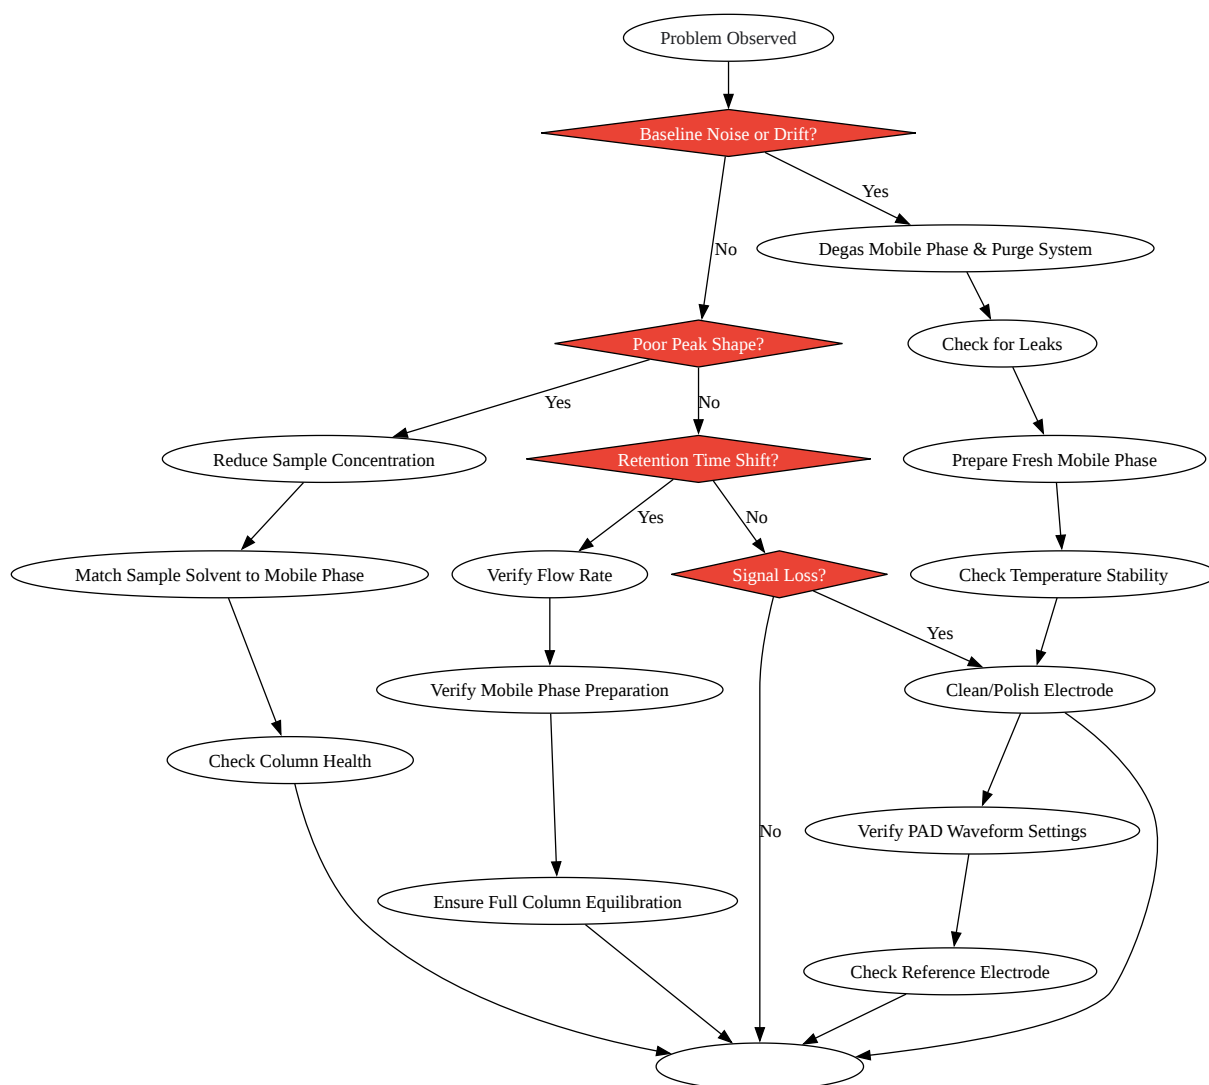 Problem Observed
Baseline Noise or Drift?
Yes
No
Degas Mobile Phase & Purge System
Poor Peak Shape?
Check for Leaks
Yes
No
Reduce Sample Concentration
Retention Time Shift?
Prepare Fresh Mobile Phase
Yes
No
Match Sample Solvent to Mobile Phase
Verify Flow Rate
Signal Loss?
Check Temperature Stability
Yes
Verify Mobile Phase Preparation
Clean/Polish Electrode
Check Column Health
No
Verify PAD Waveform Settings
Ensure Full Column Equilibration
Check Reference Electrode